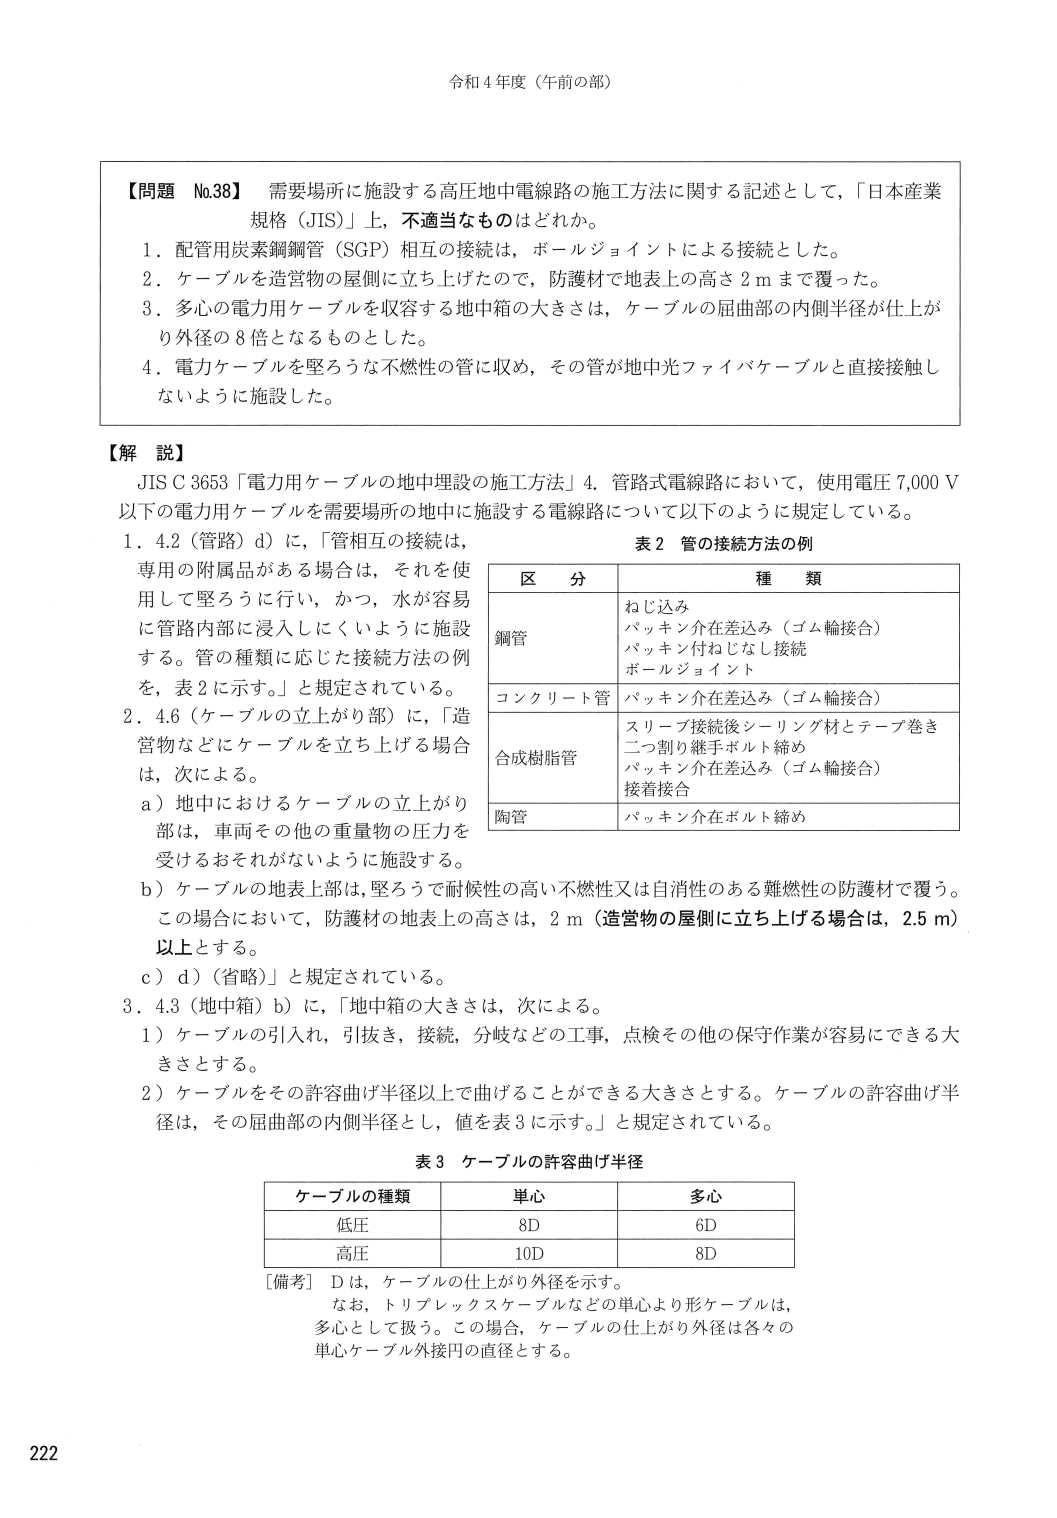 令和4年度（午前の部）
【問題　No.38】　需要場所に施設する高圧地中電線路の施工方法に関する記述として，「日本産業
規格（JIS）」上，不適当なものはどれか。
1．配管用炭素鋼鋼管（SGP）相互の接続は，ボールジョイントによる接続とした。
2．ケーブルを造営物の屋側に立ち上げたので，防護材で地表上の高さ2 mまで覆った。
3．多心の電力用ケーブルを収容する地中箱の大きさは，ケーブルの屈曲部の内側半径が仕上が
り外径の8倍となるものとした。
4．電力ケーブルを堅ろうな不燃性の管に収め，その管が地中光ファイバケーブルと直接接触し
ないように施設した。
【解　説】
JIS C 3653「電力用ケーブルの地中埋設の施工方法」4．管路式電線路において，使用電圧7,000 V
以下の電力用ケーブルを需要場所の地中に施設する電線路について以下のように規定している。
1．4.2（管路）d）に，「管相互の接続は，
専用の附属品がある場合は，それを使
用して堅ろうに行い，かつ，水が容易
に管路内部に浸入しにくいように施設
する。管の種類に応じた接続方法の例
を，表2に示す。」と規定されている。
2．4.6（ケーブルの立上がり部）に，「造
営物などにケーブルを立ち上げる場合
は，次による。
a）地中におけるケーブルの立上がり
部は，車両その他の重量物の圧力を
受けるおそれがないように施設する。
表2　管の接続方法の例
区　分　種　類
鋼管
ねじ込み
パッキン介在差込み（ゴム輪接合）
パッキン付ねじなし接続
ボールジョイント
コンクリート管　パッキン介在差込み（ゴム輪接合）
合成樹脂管
スリーブ接続後シーリング材とテープ巻き
二つ割り継手ボルト締め
パッキン介在差込み（ゴム輪接合）
接着接合
陶管　パッキン介在ボルト締め
b）ケーブルの地表上部は，堅ろうで耐候性の高い不燃性又は自消性のある難燃性の防護材で覆う。
この場合において，防護材の地表上の高さは，2 m（造営物の屋側に立ち上げる場合は，2.5 m）
以上とする。
c）d）（省略）」と規定されている。
3．4.3（地中箱）b）に，「地中箱の大きさは，次による。
1）ケーブルの引入れ，引抜き，接続，分岐などの工事，点検その他の保守作業が容易にできる大
きさとする。
2）ケーブルをその許容曲げ半径以上で曲げることができる大きさとする。ケーブルの許容曲げ半
径は，その屈曲部の内側半径とし，値を表3に示す。」と規定されている。
表3　ケーブルの許容曲げ半径
ケーブルの種類　単心　多心
低圧　8D　6D
高圧　10D　8D
［備考］　Dは，ケーブルの仕上がり外径を示す。
なお，トリプレックスケーブルなどの単心より形ケーブルは，
多心として扱う。この場合，ケーブルの仕上がり外径は各々の
単心ケーブル外接円の直径とする。
222